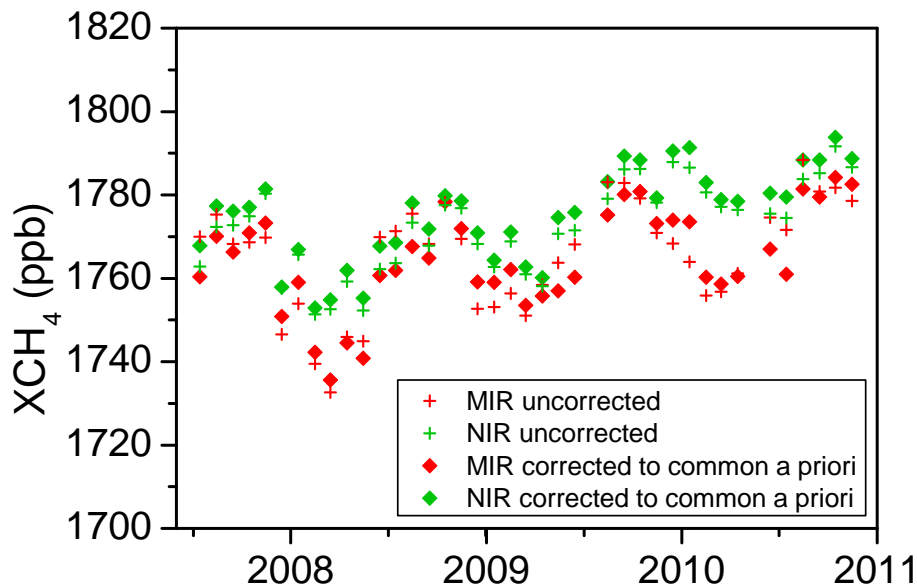 1820
1800
1780
1760
1740
1720
1700
XCH4 (ppb)
MIR uncorrected
NIR uncorrected
MIR corrected to common a priori
NIR corrected to common a priori
2008
2009
2010
2011